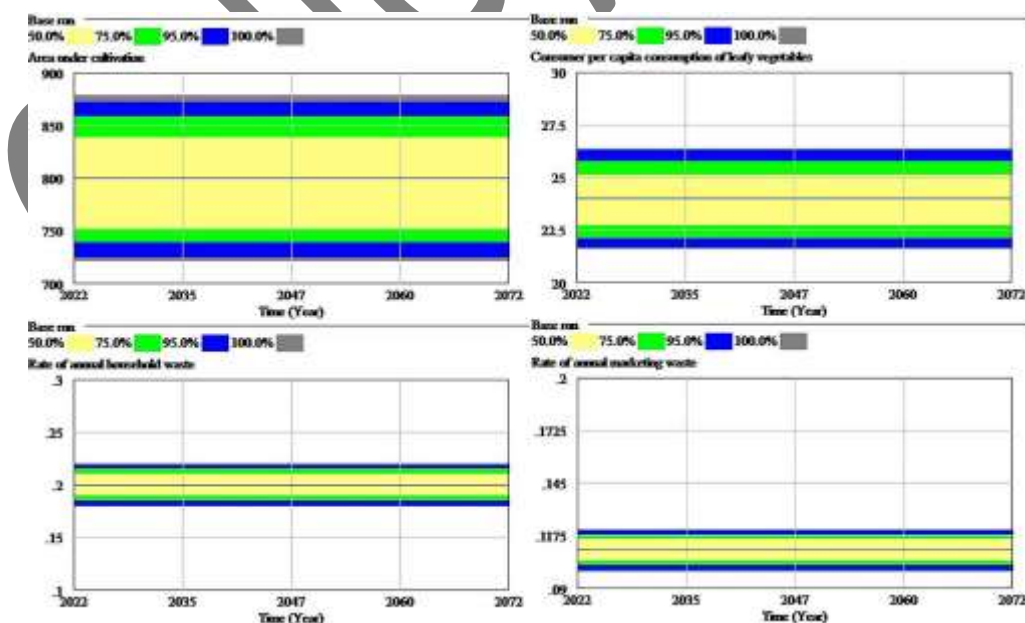 Base run
50.0% 75.0% 95.0% 100.0%
Area under cultivation
900
850
800
750
700
2022 2035 2047 2060 2072
Time (Year)
Base run
50.0% 75.0% 95.0% 100.0%
Consumer per capita consumption of leafy vegetables
30
27.5
25
22.5
20
2022 2035 2047 2060 2072
Time (Year)
Base run
50.0% 75.0% 95.0% 100.0%
Rate of annual household waste
.3
.25
.2
.15
.1
2022 2035 2047 2060 2072
Time (Year)
Base run
50.0% 75.0% 95.0% 100.0%
Rate of annual marketing waste
.2
.1725
.145
.1175
.09
2022 2035 2047 2060 2072
Time (Year)